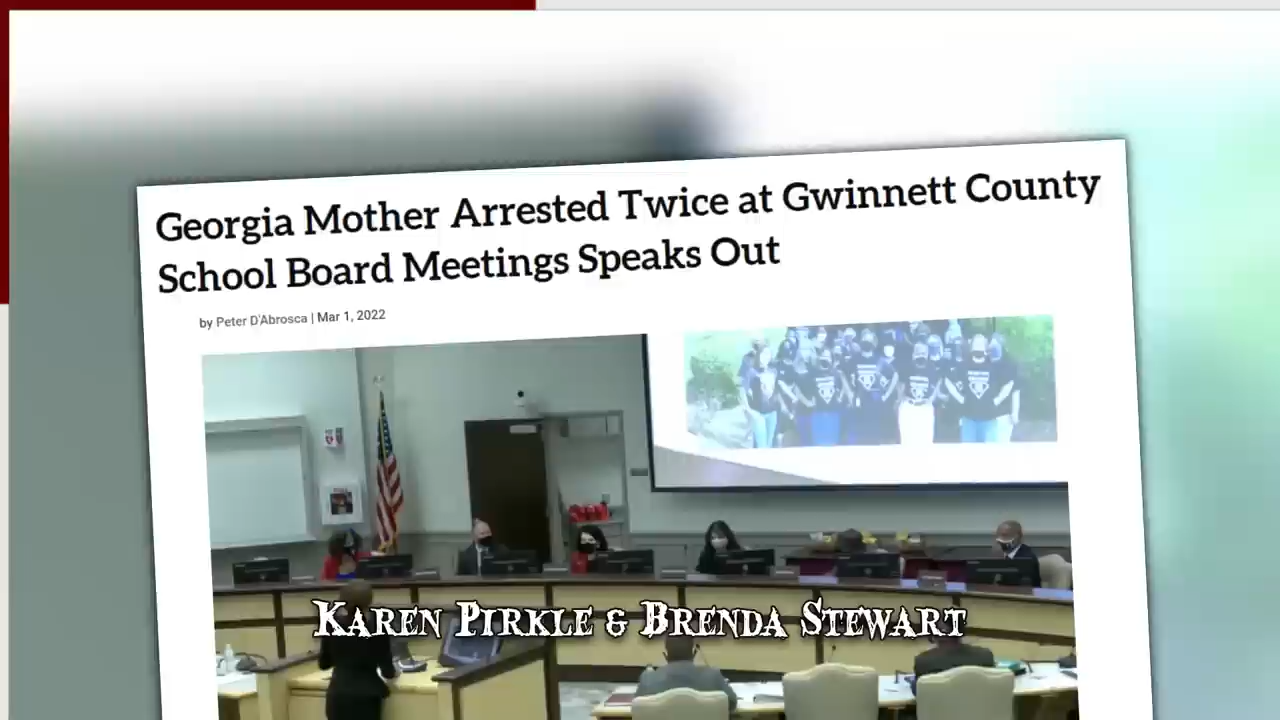 Georgia Mother Arrested Twice at Gwinnett County
School Board Meetings Speaks Out
by Peter D'Abrosca | Mar 1, 2022
KAREN PIRKLE & BRENDA STEWART